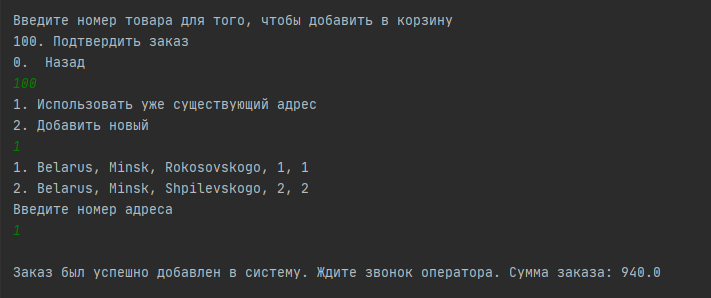 Введите номер товара для того, чтобы добавить в корзину
100. Подтвердить заказ
0.  Назад
100
1. Использовать уже существующий адрес
2. Добавить новый
1
1. Belarus, Minsk, Rokosovskogo, 1, 1
2. Belarus, Minsk, Shpilevskogo, 2, 2
Введите номер адреса
1
Заказ был успешно добавлен в систему. Ждите звонок оператора. Сумма заказа: 940.0